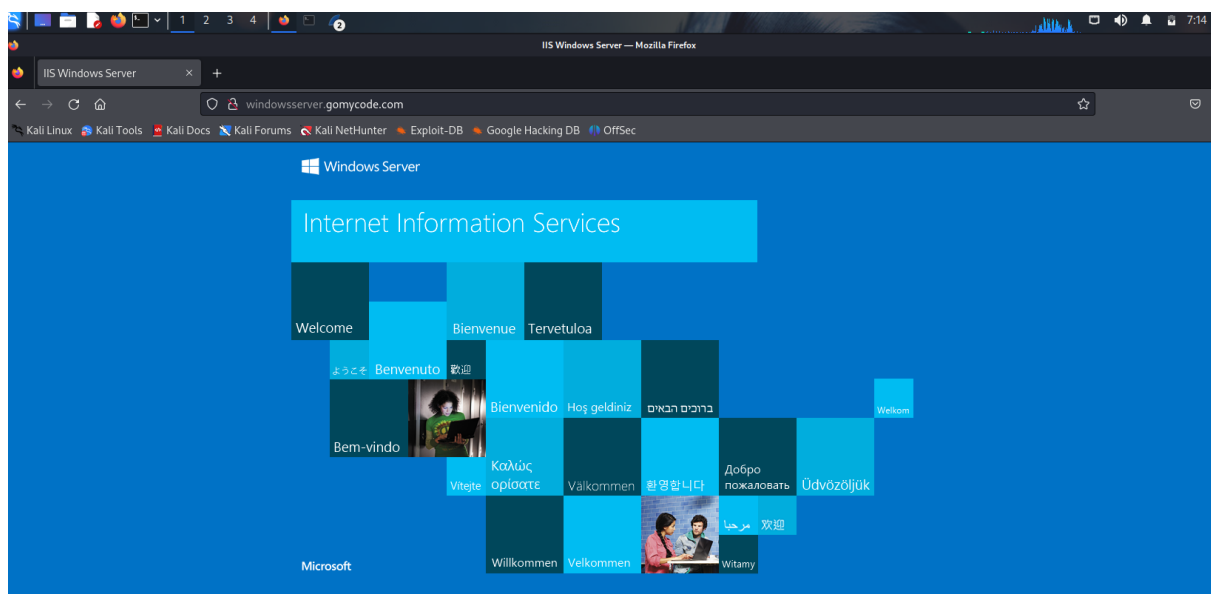 1 2 3 4 2 7:14
IIS Windows Server — Mozilla Firefox
IIS Windows Server × +
windowsserver.gomycode.com
Kali Linux Kali Tools Kali Docs Kali Forums Kali NetHunter Exploit-DB Google Hacking DB OffSec
Windows Server
Internet Information Services
Welcome Bienvenue Tervetuloa
ようこそ Benvenuto 歡迎
Bienvenido Hoş geldiniz ברוכים הבאים Welkom
Bem-vindo
Vítejte Καλώς
ορίσατε Välkommen 환영합니다 Добро
пожаловать Üdvözöljük
مرحبا 欢迎
Microsoft Willkommen Velkommen Witamy